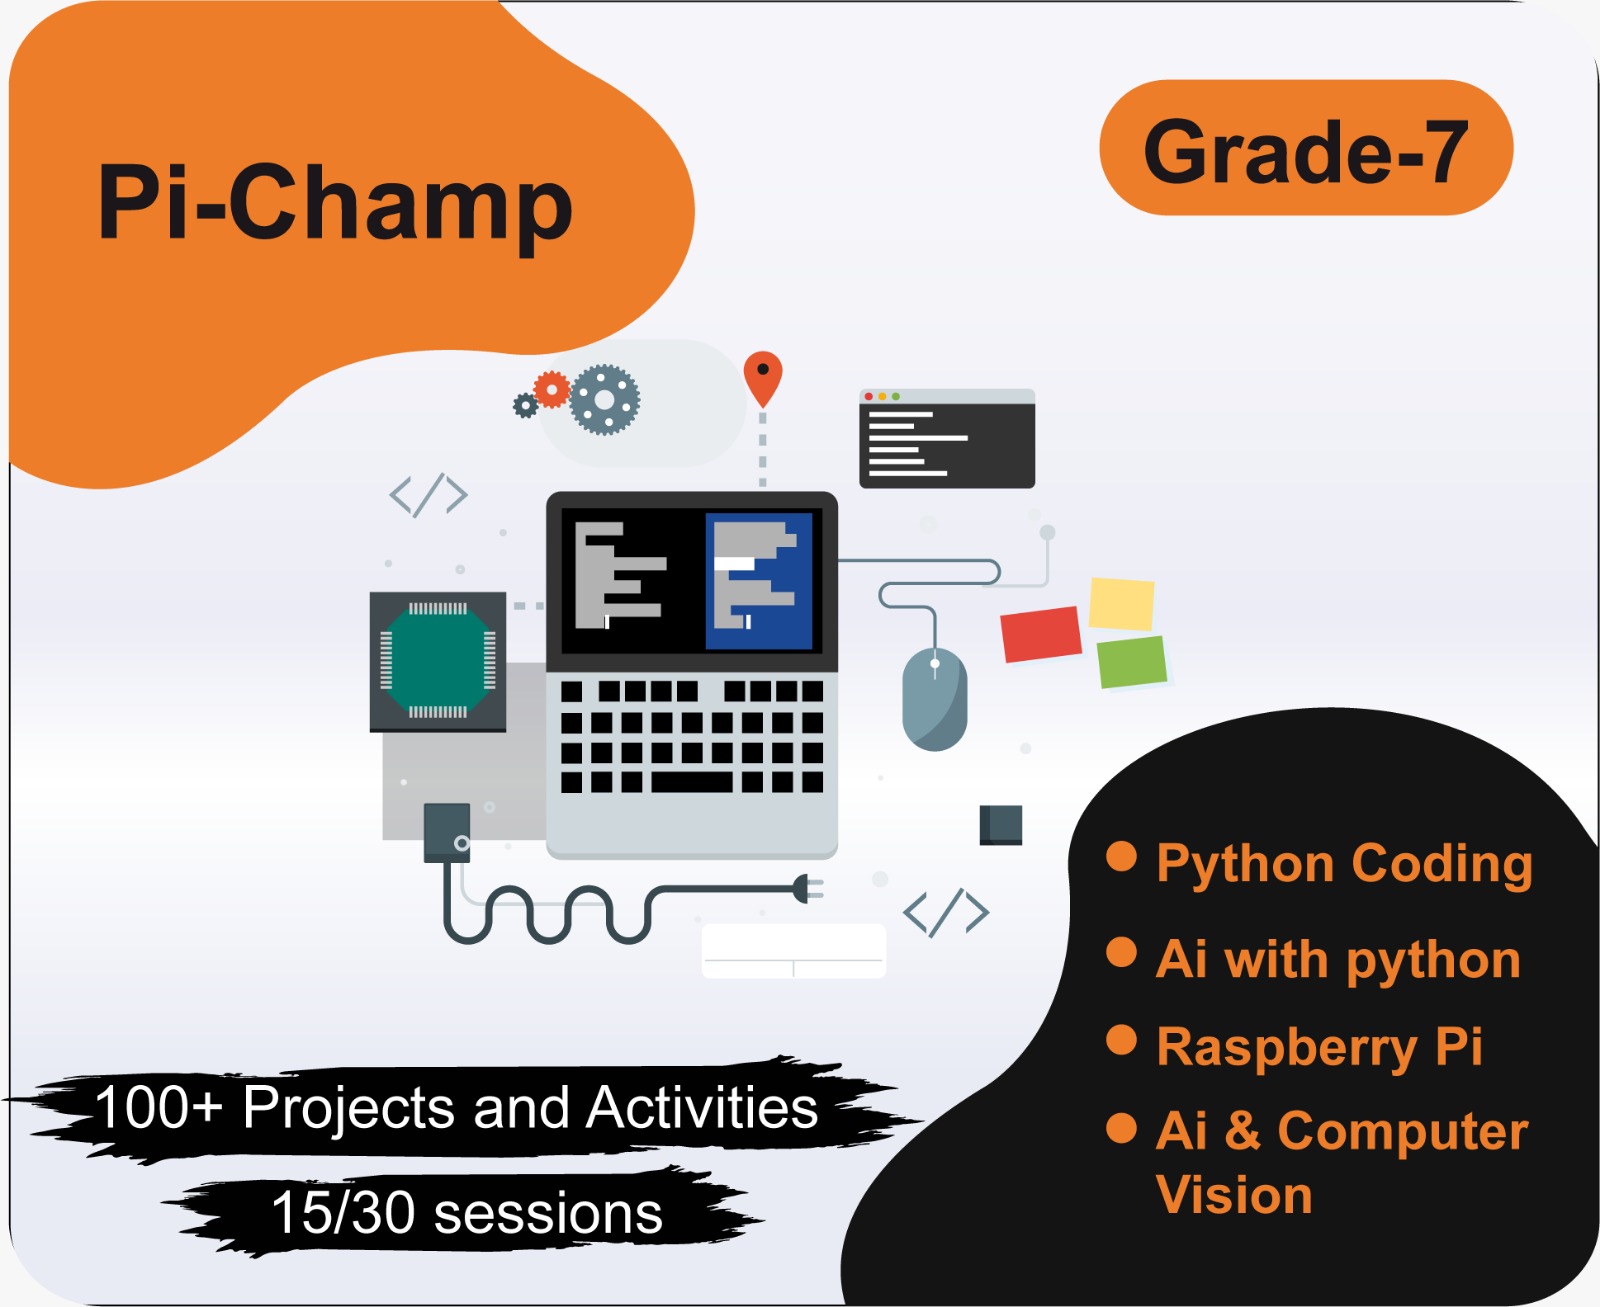 Pi-Champ
Grade-7
</>
</>
Python Coding
Ai with python
Raspberry Pi
Ai & Computer
Vision
100+ Projects and Activities
15/30 sessions